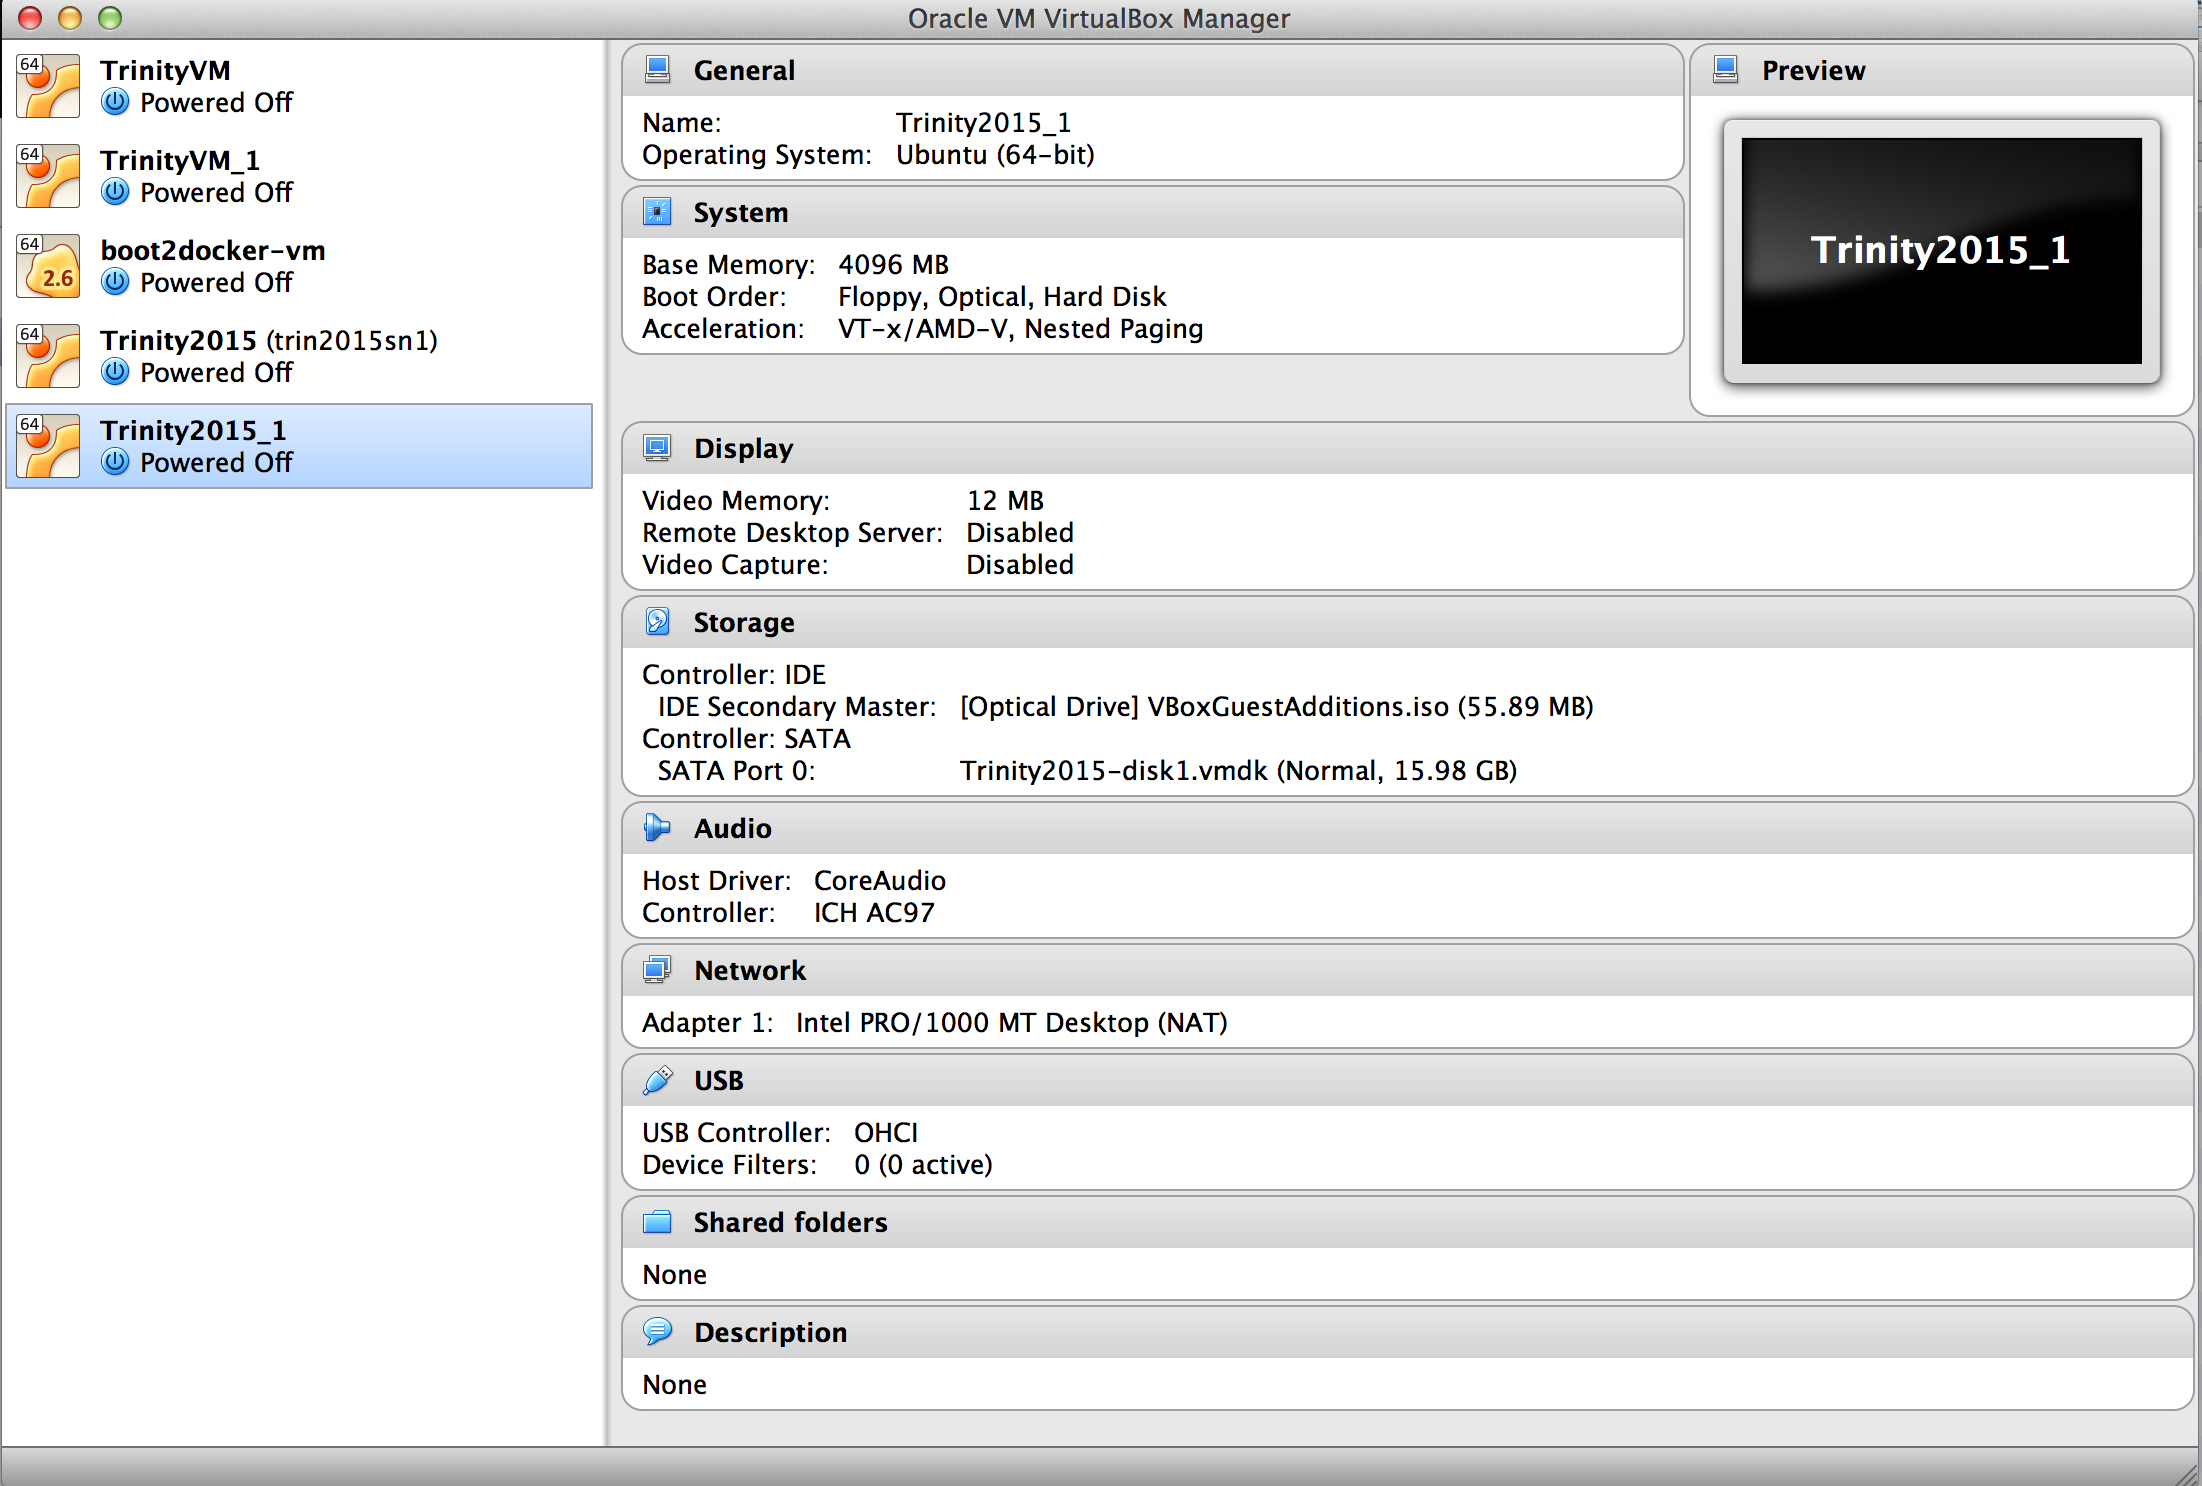 Oracle VM VirtualBox Manager
64
TrinityVM
Powered Off
64
TrinityVM_1
Powered Off
64
2.6
boot2docker-vm
Powered Off
64
Trinity2015 (trin2015sn1)
Powered Off
64
Trinity2015_1
Powered Off
General
Name: Trinity2015_1
Operating System: Ubuntu (64-bit)
System
Base Memory: 4096 MB
Boot Order: Floppy, Optical, Hard Disk
Acceleration: VT-x/AMD-V, Nested Paging
Preview
Trinity2015_1
Display
Video Memory: 12 MB
Remote Desktop Server: Disabled
Video Capture: Disabled
Storage
Controller: IDE
IDE Secondary Master: [Optical Drive] VBoxGuestAdditions.iso (55.89 MB)
Controller: SATA
SATA Port 0: Trinity2015-disk1.vmdk (Normal, 15.98 GB)
Audio
Host Driver: CoreAudio
Controller: ICH AC97
Network
Adapter 1: Intel PRO/1000 MT Desktop (NAT)
USB
USB Controller: OHCI
Device Filters: 0 (0 active)
Shared folders
None
Description
None